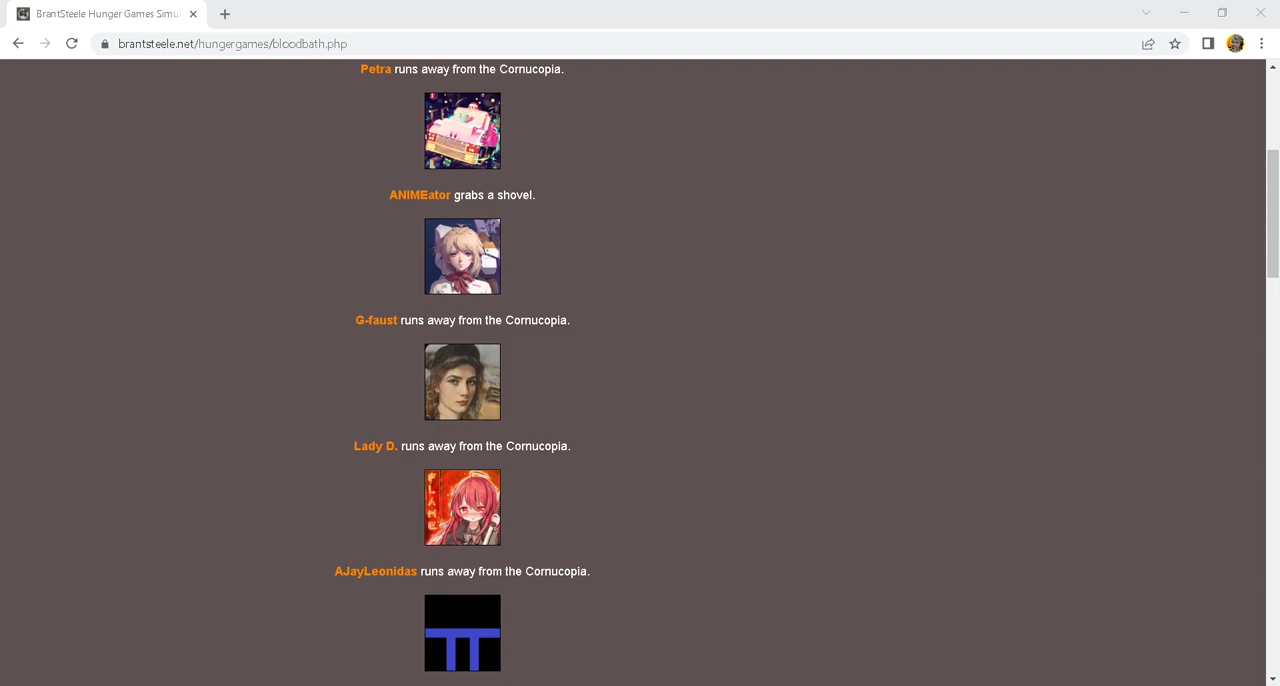 BrantSteele Hunger Games Simu
brantsteele.net/hungergames/bloodbath.php
Petra runs away from the Cornucopia.
ANIMEator grabs a shovel.
G-faust runs away from the Cornucopia.
Lady D. runs away from the Cornucopia.
FLAME
AJayLeonidas runs away from the Cornucopia.